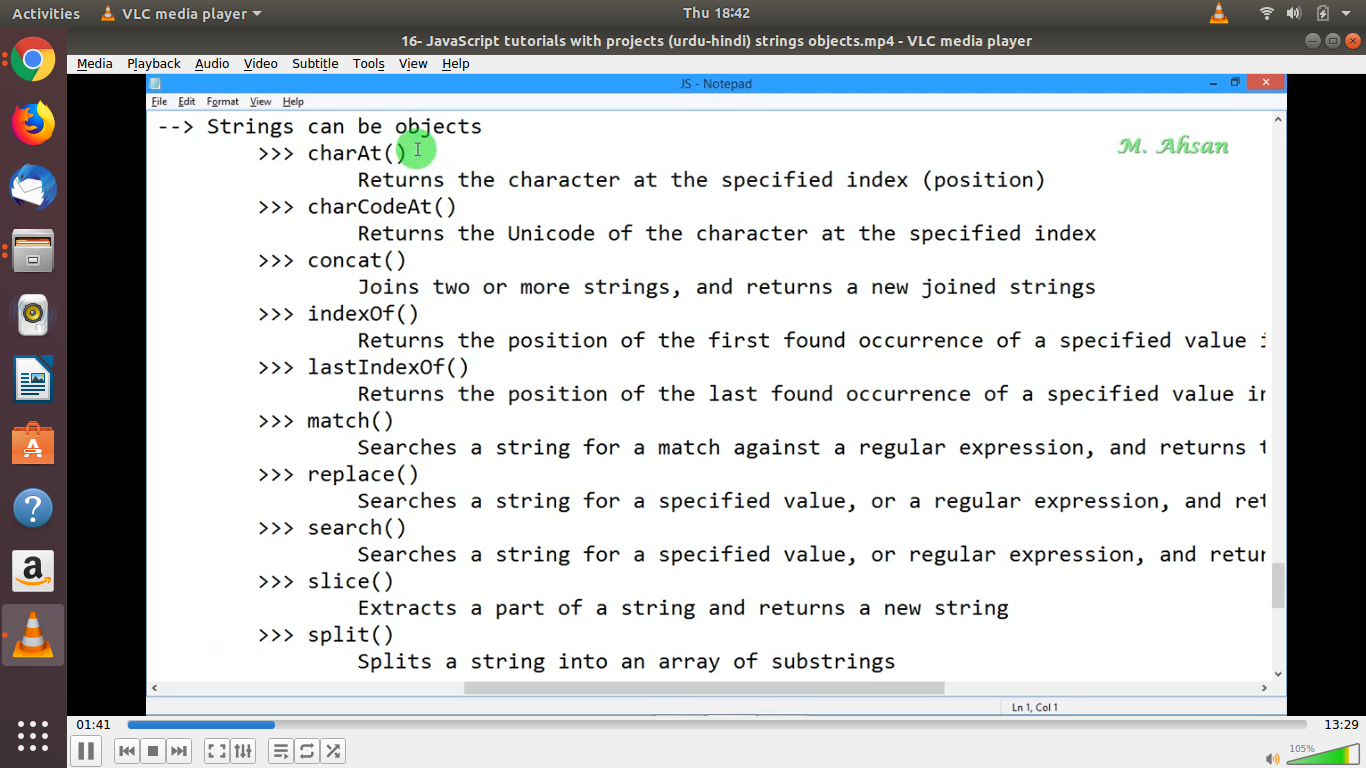 Activities VLC media player Thu 18:42
16- JavaScript tutorials with projects (urdu-hindi) strings objects.mp4 - VLC media player
Media Playback Audio Video Subtitle Tools View Help
JS - Notepad
File Edit Format View Help
--> Strings can be objects
M. Ahsan
>>> charAt()
Returns the character at the specified index (position)
>>> charCodeAt()
Returns the Unicode of the character at the specified index
>>> concat()
Joins two or more strings, and returns a new joined strings
>>> indexOf()
Returns the position of the first found occurrence of a specified value
>>> lastIndexOf()
Returns the position of the last found occurrence of a specified value
>>> match()
Searches a string for a match against a regular expression, and returns
>>> replace()
Searches a string for a specified value, or a regular expression, and
>>> search()
Searches a string for a specified value, or regular expression, and
>>> slice()
Extracts a part of a string and returns a new string
>>> split()
Splits a string into an array of substrings
Ln 1, Col 1
01:41 13:29
105%